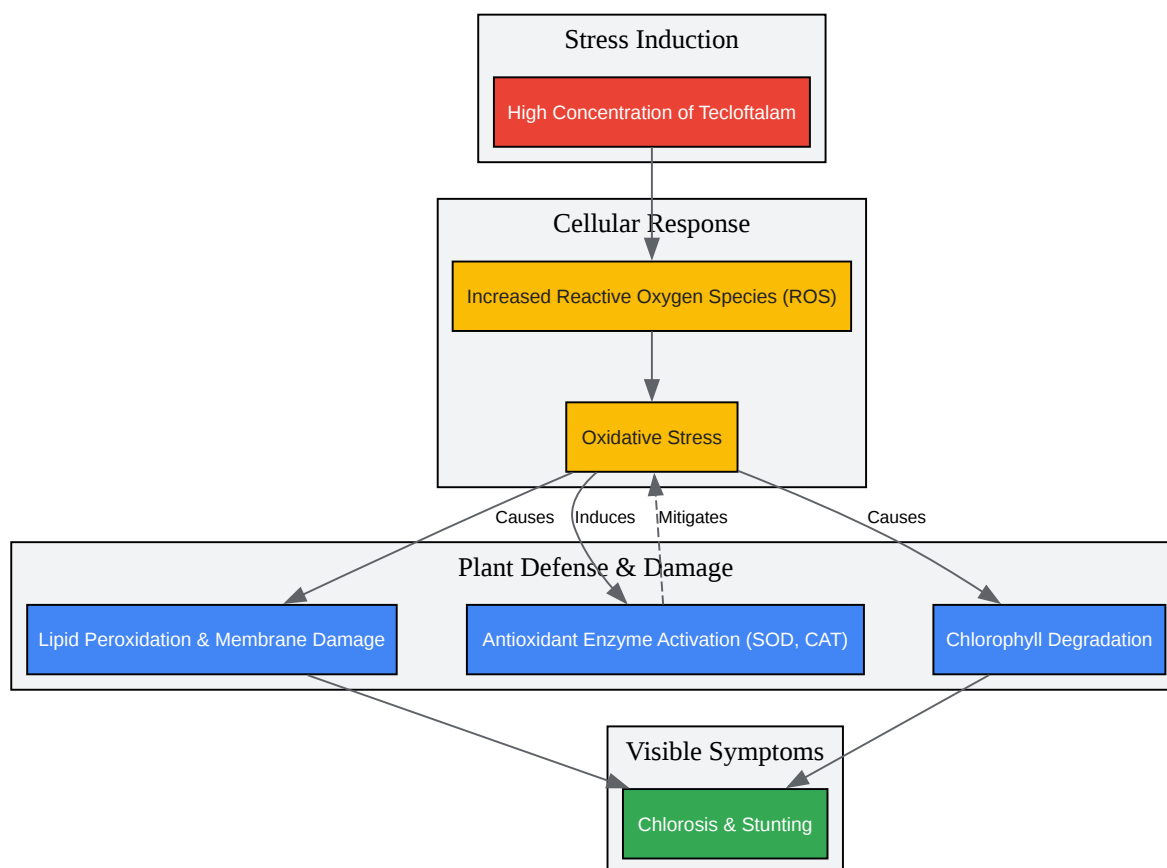 Stress Induction
High Concentration of Tecloftalam
Cellular Response
Increased Reactive Oxygen Species (ROS)
Oxidative Stress
Causes
Induces
Mitigates
Causes
Plant Defense & Damage
Lipid Peroxidation & Membrane Damage
Antioxidant Enzyme Activation (SOD, CAT)
Chlorophyll Degradation
Visible Symptoms
Chlorosis & Stunting